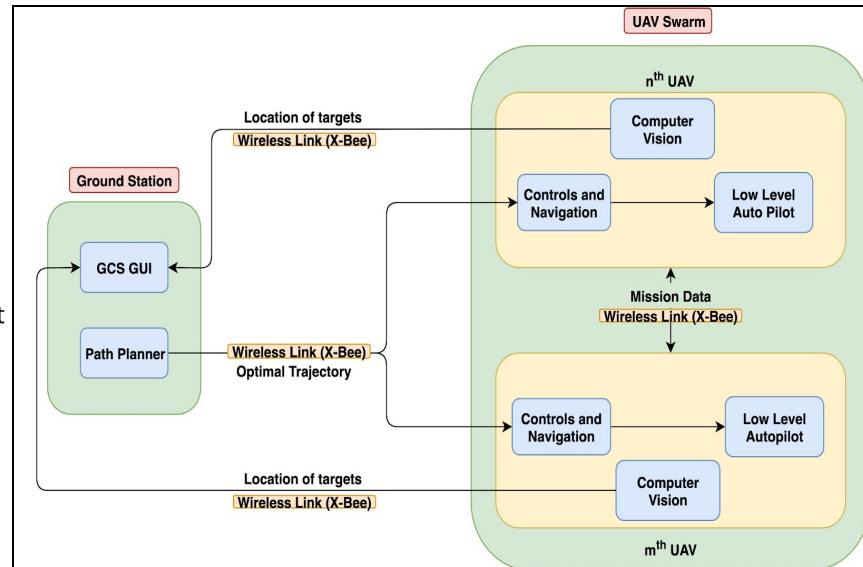 UAV Swarm
nth UAV
Location of targets
Wireless Link (X-Bee)
Computer
Vision
Ground Station
Controls and
Navigation
Low Level
Auto Pilot
GCS GUI
Mission Data
Wireless Link (X-Bee)
t
Path Planner
Wireless Link (X-Bee)
Optimal Trajectory
Controls and
Navigation
Low Level
Autopilot
Location of targets
Wireless Link (X-Bee)
Computer
Vision
mth UAV